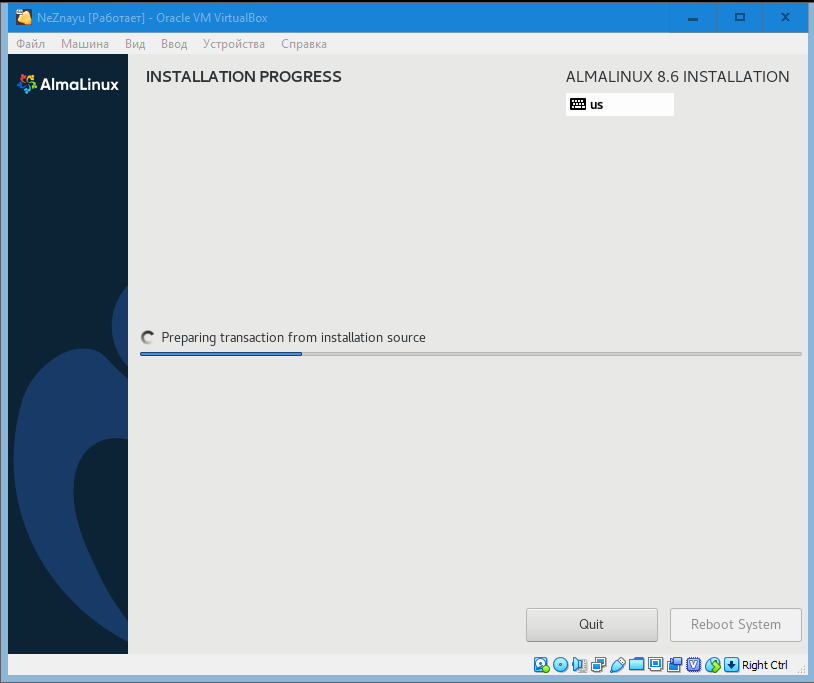 NeZnayu [Работает] - Oracle VM VirtualBox
Файл Машина Вид Ввод Устройства Справка
AlmaLinux
INSTALLATION PROGRESS
ALMALINUX 8.6 INSTALLATION
us
Preparing transaction from installation source
Quit
Reboot System
Right Ctrl